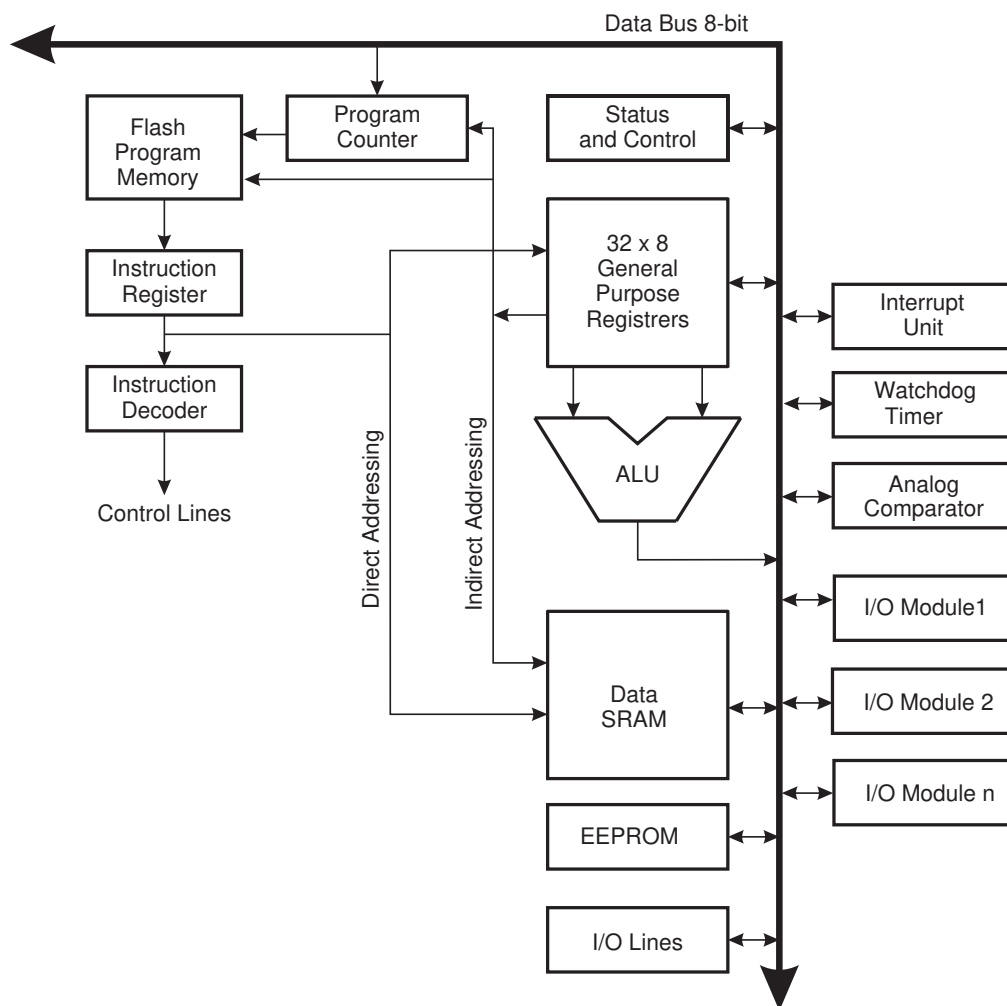 Data Bus 8-bit
Flash
Program
Memory
Program
Counter
Status
and Control
32 x 8
General
Purpose
Registrers
Instruction
Register
Instruction
Decoder
Control Lines
Direct Addressing
Indirect Addressing
ALU
Interrupt
Unit
Watchdog
Timer
Analog
Comparator
I/O Module1
Data
SRAM
I/O Module 2
I/O Module n
EEPROM
I/O Lines